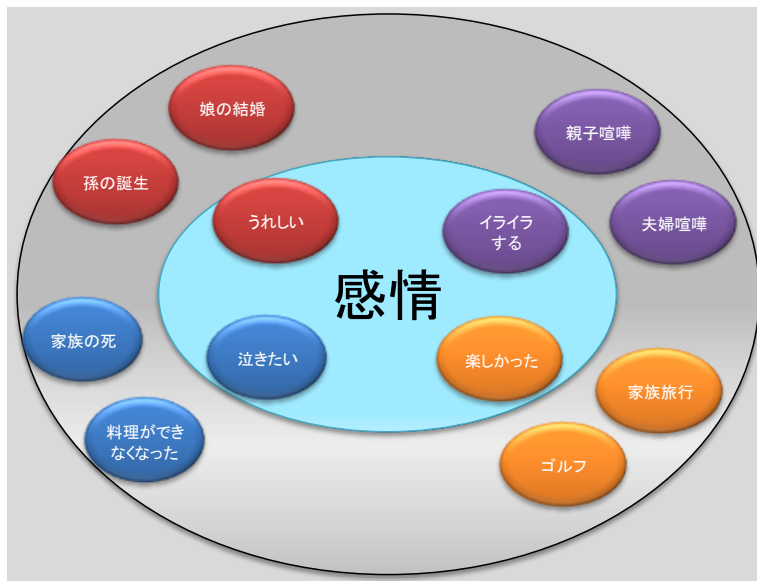 娘の結婚
孫の誕生
親子喧嘩
夫婦喧嘩
うれしい
イライラ
する
感情
泣きたい
楽しかった
家族の死
料理ができ
なくなった
家族旅行
ゴルフ